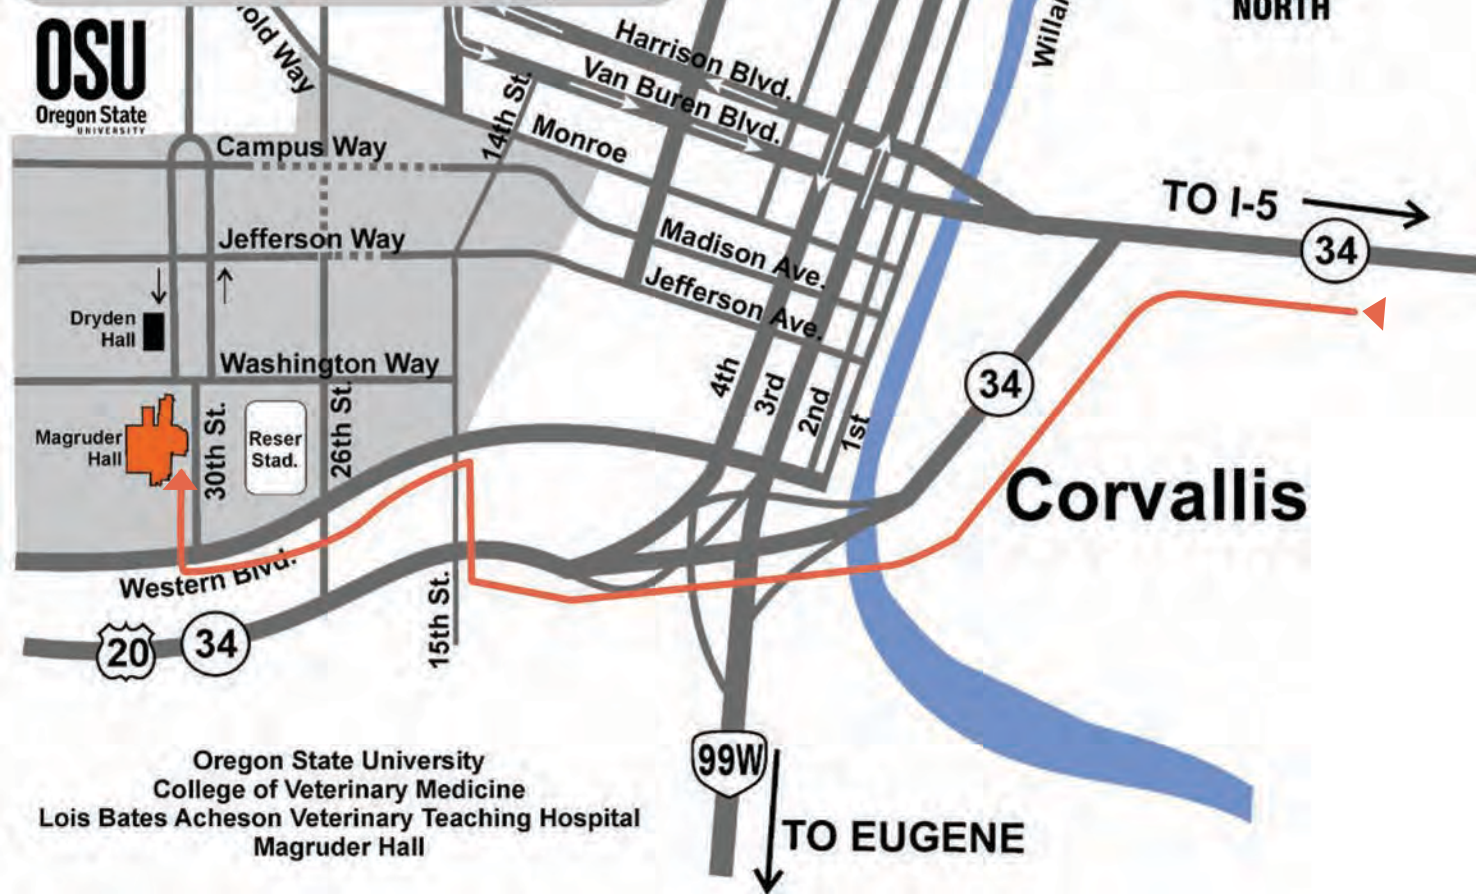 NORTH
OSU
Oregon State
UNIVERSITY
Harrison Blvd.
Van Buren Blvd.
14th St.
Monroe
Campus Way
TO I-5
34
Jefferson Way
Madison Ave.
Jefferson Ave.
Dryden
Hall
Washington Way
4th
3rd
2nd
1st
34
Magruder
Hall
30th St.
Reser
Stad.
26th St.
Corvallis
Western Blvd.
15th St.
20
34
99W
TO EUGENE
Oregon State University
College of Veterinary Medicine
Lois Bates Acheson Veterinary Teaching Hospital
Magruder Hall